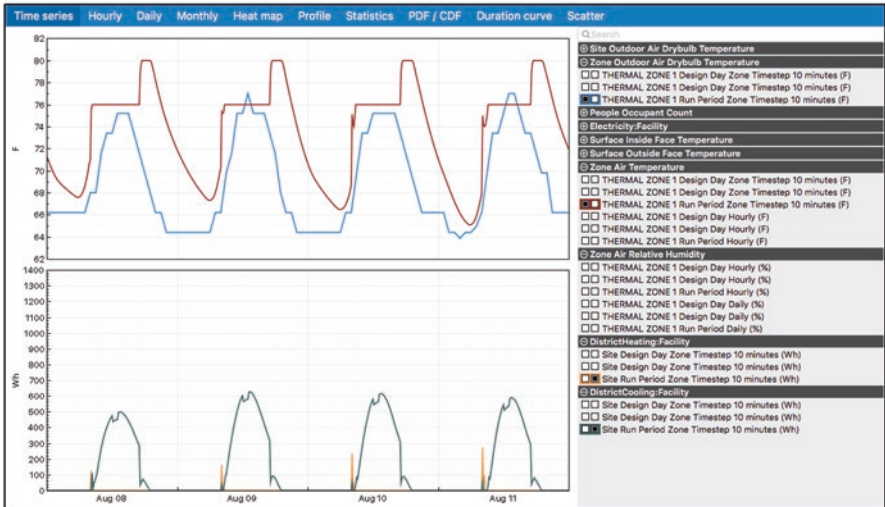 Time series Hourly Daily Monthly Heat map Profile Statistics PDF / CDF Duration curve Scatter
82
80
78
76
74
72
70
68
66
64
62
F
1400
1300
1200
1100
1000
900
800
700
600
500
400
300
200
100
0
Wh
Aug 08 Aug 09 Aug 10 Aug 11
Search
Site Outdoor Air Drybulb Temperature
Zone Outdoor Air Drybulb Temperature
THERMAL ZONE 1 Design Day Zone Timestep 10 minutes (F)
THERMAL ZONE 1 Design Day Zone Timestep 10 minutes (F)
THERMAL ZONE 1 Run Period Zone Timestep 10 minutes (F)
People Occupant Count
Electricity:Facility
Surface Inside Face Temperature
Surface Outside Face Temperature
Zone Air Temperature
THERMAL ZONE 1 Design Day Zone Timestep 10 minutes (F)
THERMAL ZONE 1 Design Day Zone Timestep 10 minutes (F)
THERMAL ZONE 1 Run Period Zone Timestep 10 minutes (F)
THERMAL ZONE 1 Design Day Hourly (F)
THERMAL ZONE 1 Design Day Hourly (F)
THERMAL ZONE 1 Run Period Hourly (F)
Zone Air Relative Humidity
THERMAL ZONE 1 Design Day Hourly (%)
THERMAL ZONE 1 Design Day Hourly (%)
THERMAL ZONE 1 Run Period Hourly (%)
THERMAL ZONE 1 Design Day Daily (%)
THERMAL ZONE 1 Design Day Daily (%)
THERMAL ZONE 1 Run Period Daily (%)
DistrictHeating:Facility
Site Design Day Zone Timestep 10 minutes (Wh)
Site Design Day Zone Timestep 10 minutes (Wh)
Site Run Period Zone Timestep 10 minutes (Wh)
DistrictCooling:Facility
Site Design Day Zone Timestep 10 minutes (Wh)
Site Design Day Zone Timestep 10 minutes (Wh)
Site Run Period Zone Timestep 10 minutes (Wh)